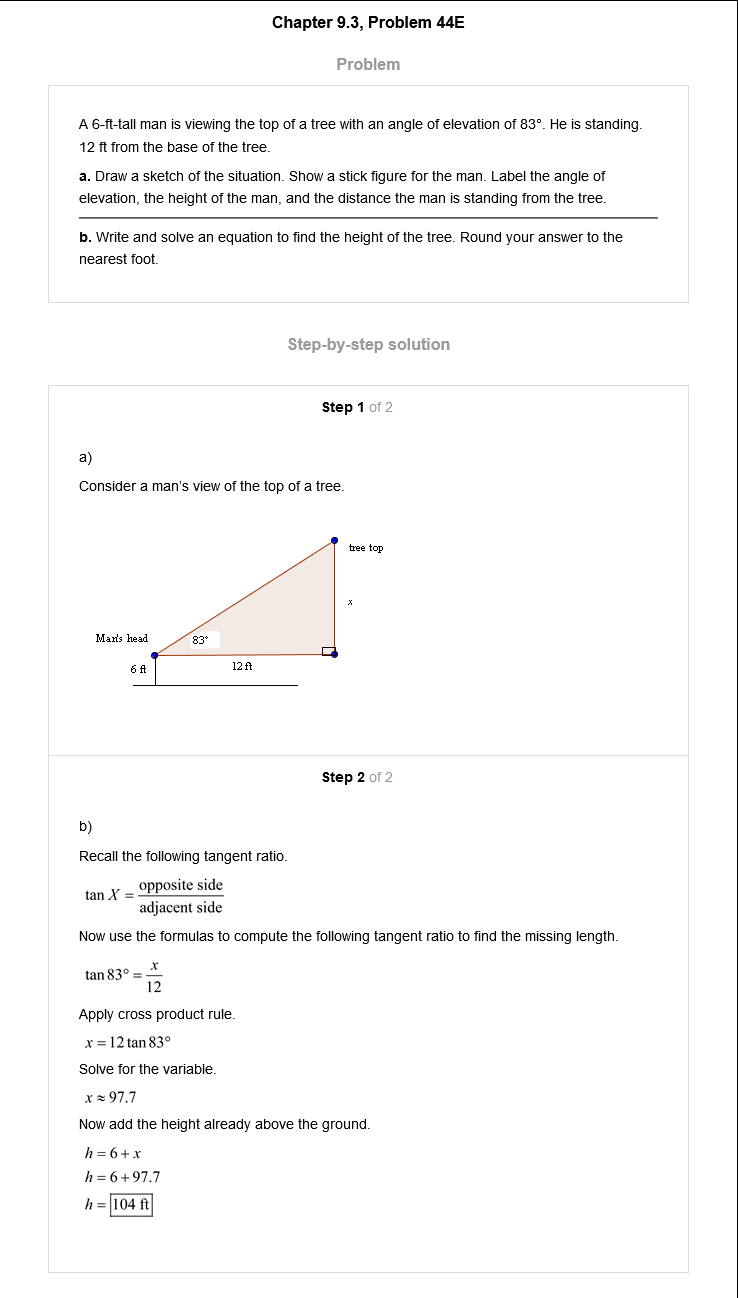 Chapter 9.3, Problem 44E
Problem
A 6-ft-tall man is viewing the top of a tree with an angle of elevation of 83°. He is standing.
12 ft from the base of the tree.
a. Draw a sketch of the situation. Show a stick figure for the man. Label the angle of
elevation, the height of the man, and the distance the man is standing from the tree.
b. Write and solve an equation to find the height of the tree. Round your answer to the
nearest foot.
Step-by-step solution
Step 1 of 2
a)
Consider a man's view of the top of a tree.
tree top
x
Man's head
83°
6 ft
12 ft
Step 2 of 2
b)
Recall the following tangent ratio.
tan X = opposite side / adjacent side
Now use the formulas to compute the following tangent ratio to find the missing length.
tan 83° = x / 12
Apply cross product rule.
x = 12 tan 83°
Solve for the variable.
x ≈ 97.7
Now add the height already above the ground.
h = 6 + x
h = 6 + 97.7
h = 104 ft